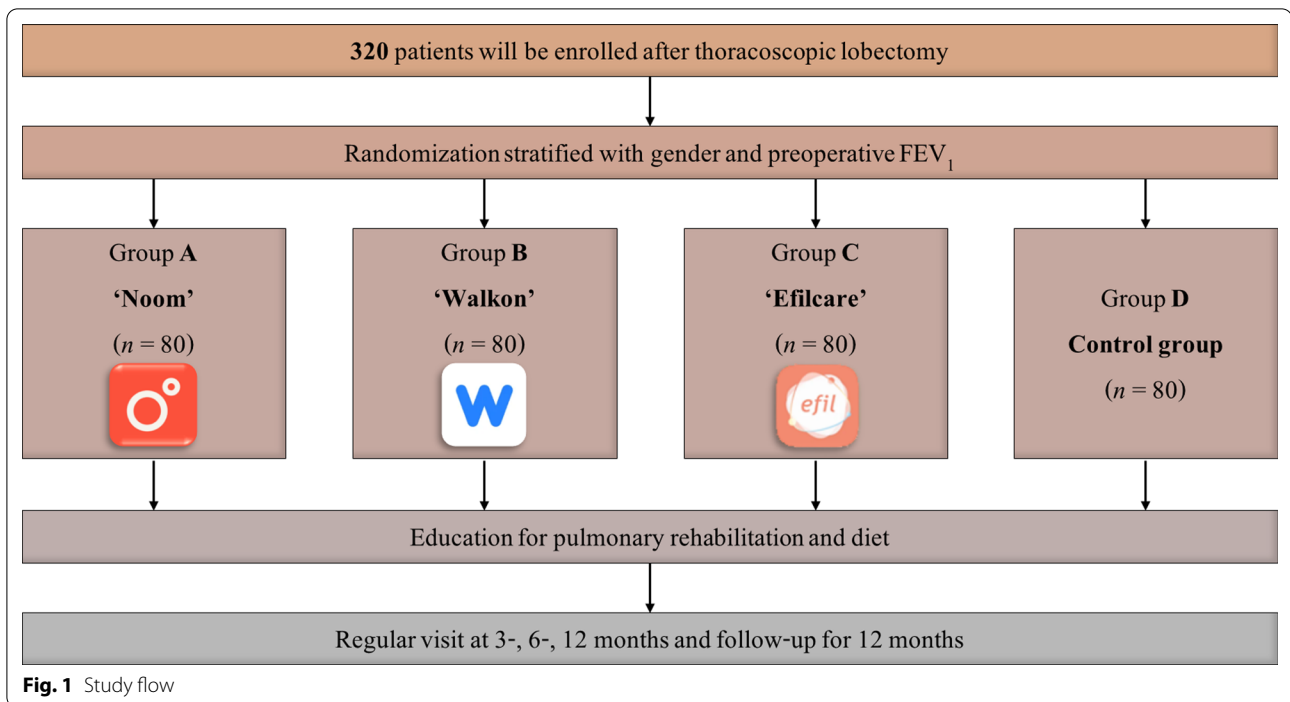 320 patients will be enrolled after thoracoscopic lobectomy
Randomization stratified with gender and preoperative FEV1
Group A
‘Noom’
(n = 80)
Group B
‘Walkon’
(n = 80)
W
Group C
‘Efilcare’
(n = 80)
efil
Group D
Control group
(n = 80)
Education for pulmonary rehabilitation and diet
Regular visit at 3-, 6-, 12 months and follow-up for 12 months
Fig. 1 Study flow